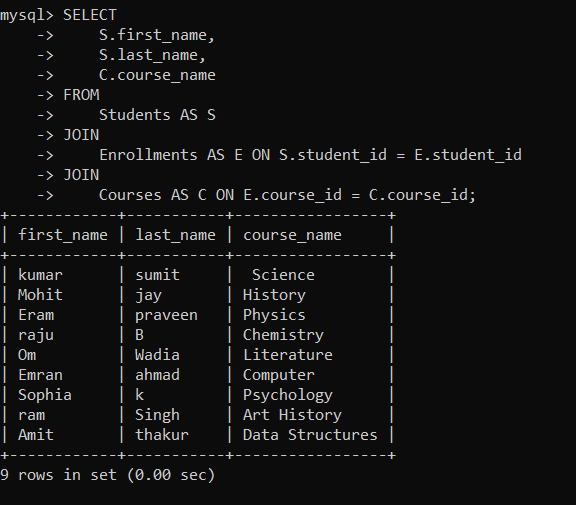 mysql> SELECT
    ->     S.first_name,
    ->     S.last_name,
    ->     C.course_name
    -> FROM
    ->     Students AS S
    -> JOIN
    ->     Enrollments AS E ON S.student_id = E.student_id
    -> JOIN
    ->     Courses AS C ON E.course_id = C.course_id;
+------------+-----------+-----------------+
| first_name | last_name | course_name     |
+------------+-----------+-----------------+
| kumar      | sumit     |  Science        |
| Mohit      | jay       | History         |
| Eram       | praveen   | Physics         |
| raju       | B         | Chemistry       |
| Om         | Wadia     | Literature      |
| Emran      | ahmad     | Computer        |
| Sophia     | k         | Psychology      |
| ram        | Singh     | Art History     |
| Amit       | thakur    | Data Structures |
+------------+-----------+-----------------+
9 rows in set (0.00 sec)